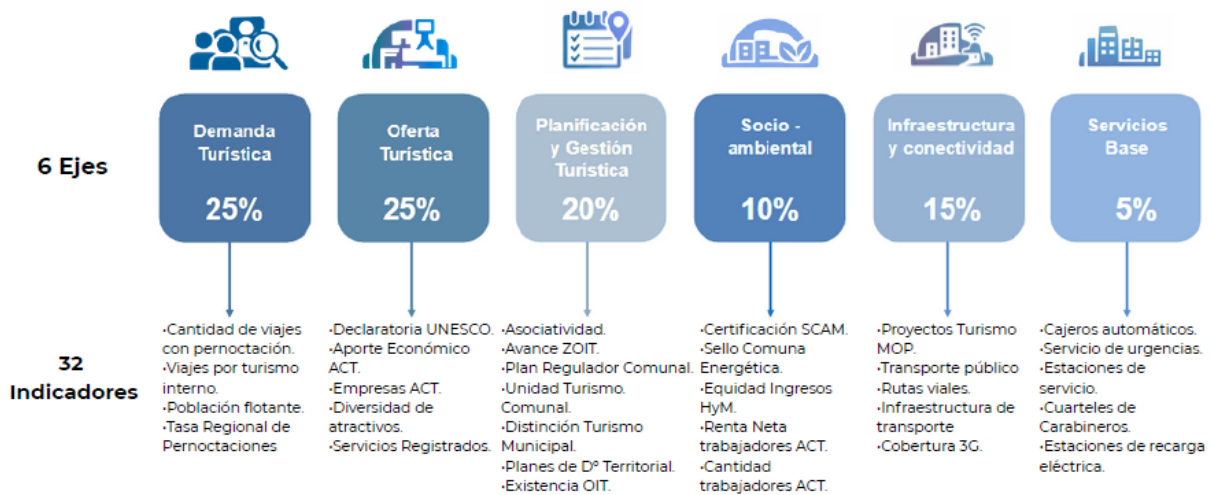 6 Ejes
Demanda
Turística
25%
Oferta
Turística
25%
Planificación
y Gestión
Turística
20%
Socio -
ambiental
10%
Infraestructura
y conectividad
15%
Servicios
Base
5%
32
Indicadores
•Cantidad de viajes
con pernoctación.
•Viajes por turismo
interno.
•Población flotante.
•Tasa Regional de
Pernoctaciones
•Declaratoria UNESCO.
•Aporte Económico
ACT.
•Empresas ACT.
•Diversidad de
atractivos.
•Servicios Registrados.
•Asociatividad.
•Avance ZOIT.
•Plan Regulador Comunal.
•Unidad Turismo.
Comunal.
•Distinción Turismo
Municipal.
•Planes de Dº Territorial.
•Existencia OIT.
•Certificación SCAM.
•Sello Comuna
Energética.
•Equidad Ingresos
HyM.
•Renta Neta
trabajadores ACT.
•Cantidad
trabajadores ACT.
•Proyectos Turismo
MOP.
•Transporte público
•Rutas viales.
•Infraestructura de
transporte
•Cobertura 3G.
•Cajeros automáticos.
•Servicio de urgencias.
•Estaciones de
servicio.
•Cuarteles de
Carabineros.
•Estaciones de recarga
eléctrica.